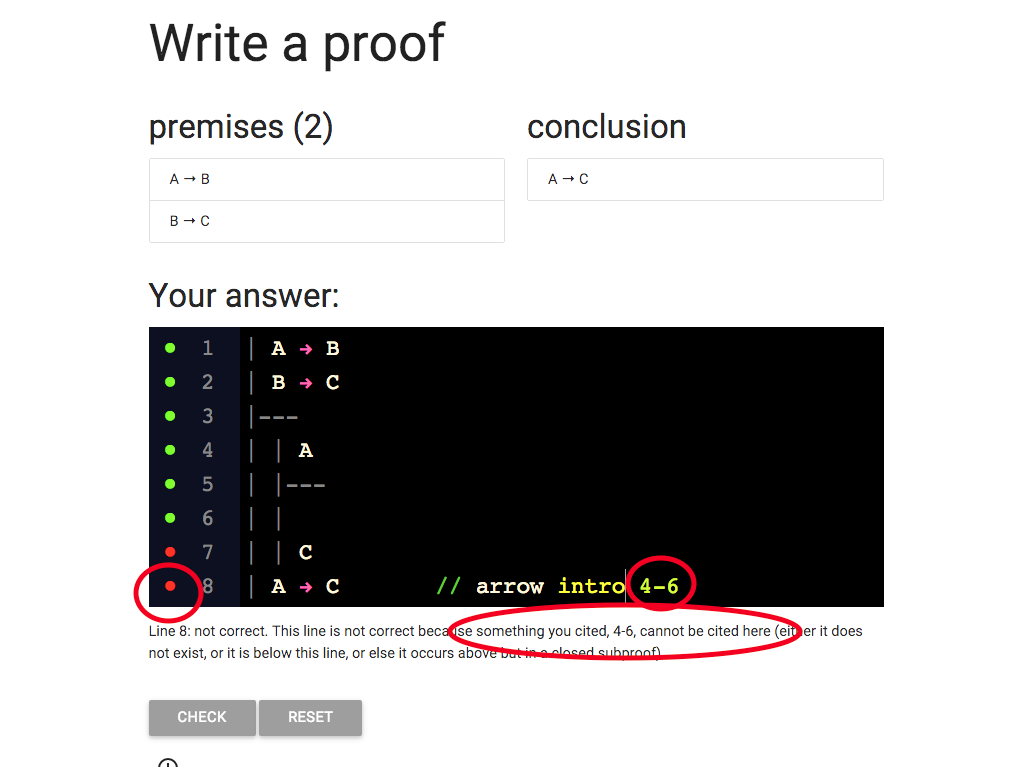 Write a proof
premises (2)
conclusion
A → B
A → C
B → C
Your answer:
1 | A → B
2 | B → C
3 |---
4 | | A
5 | |---
6 | |
7 | | C
8 | A → C // arrow intro 4-6
Line 8: not correct. This line is not correct because something you cited, 4-6, cannot be cited here (either it does
not exist, or it is below this line, or else it occurs above but in a closed subproof)
CHECK
RESET